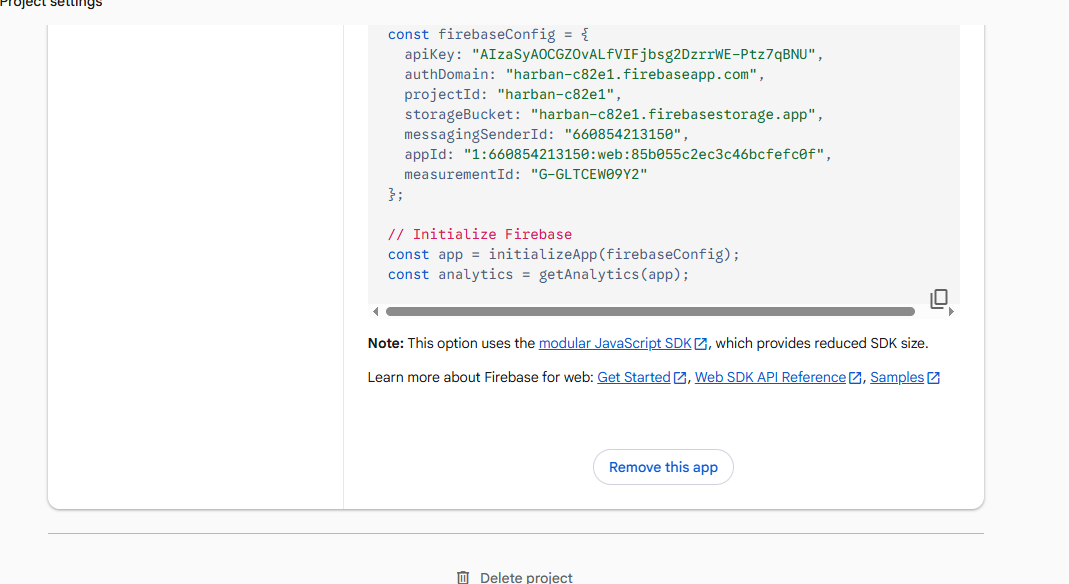 Project settings
const firebaseConfig = {
apiKey: "AIzaSyAOCGZOvALfVIFjbsg2DzrrWE-Ptz7qBNU",
authDomain: "harban-c82e1.firebaseapp.com",
projectId: "harban-c82e1",
storageBucket: "harban-c82e1.firebasestorage.app",
messagingSenderId: "660854213150",
appId: "1:660854213150:web:85b055c2ec3c46bcfefc0f",
measurementId: "G-GLTCEW09Y2"
};
// Initialize Firebase
const app = initializeApp(firebaseConfig);
const analytics = getAnalytics(app);
Note: This option uses the modular JavaScript SDK, which provides reduced SDK size.
Learn more about Firebase for web: Get Started, Web SDK API Reference, Samples
Remove this app
Delete project